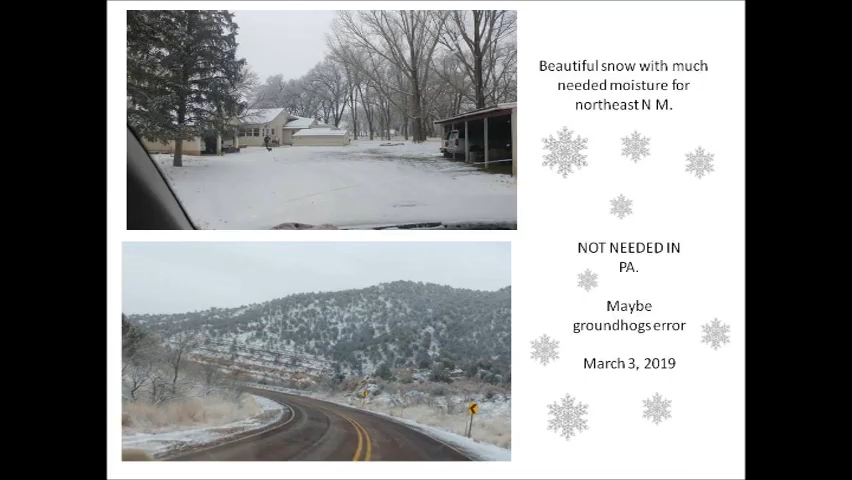 Beautiful snow with much
needed moisture for
northeast N M.
NOT NEEDED IN
PA.
Maybe
groundhogs error
March 3, 2019